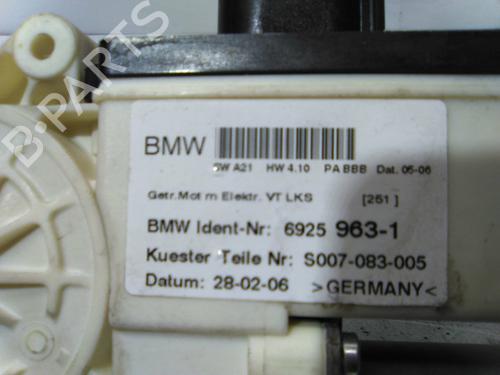 BMW
SW A21 HW 4.10 PA BBB Dat. 05-06
Getr.Mot m Elektr. VT LKS [251]
BMW Ident-Nr: 6925 963-1
Kuester Teile Nr: S007-083-005
Datum: 28-02-06 >GERMANY<
B-PARTS